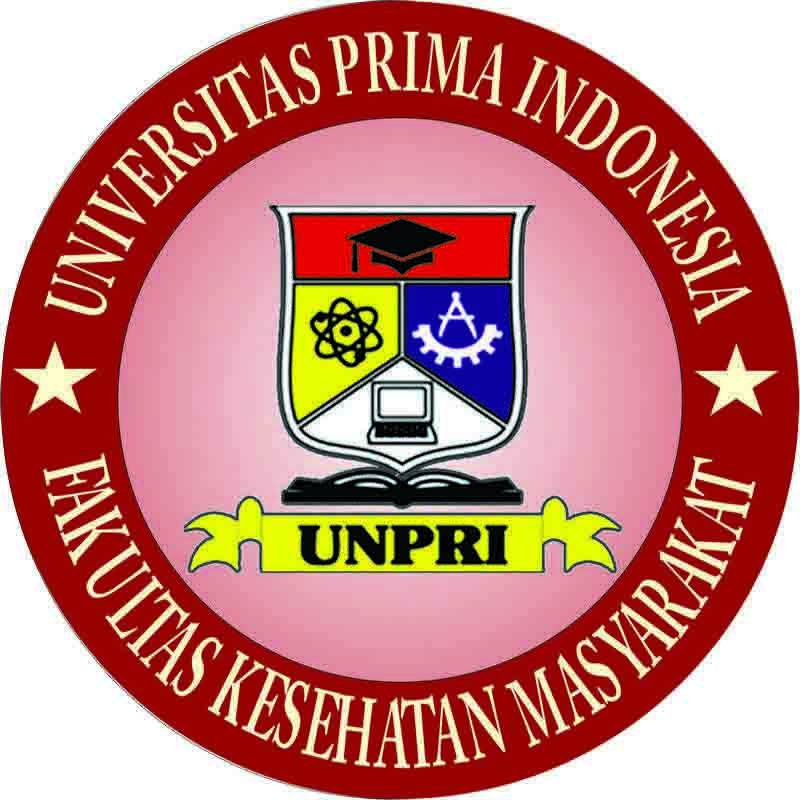 UNIVERSITAS PRIMA INDONESIA
UNPRI
FAKULTAS KESEHATAN MASYARAKAT